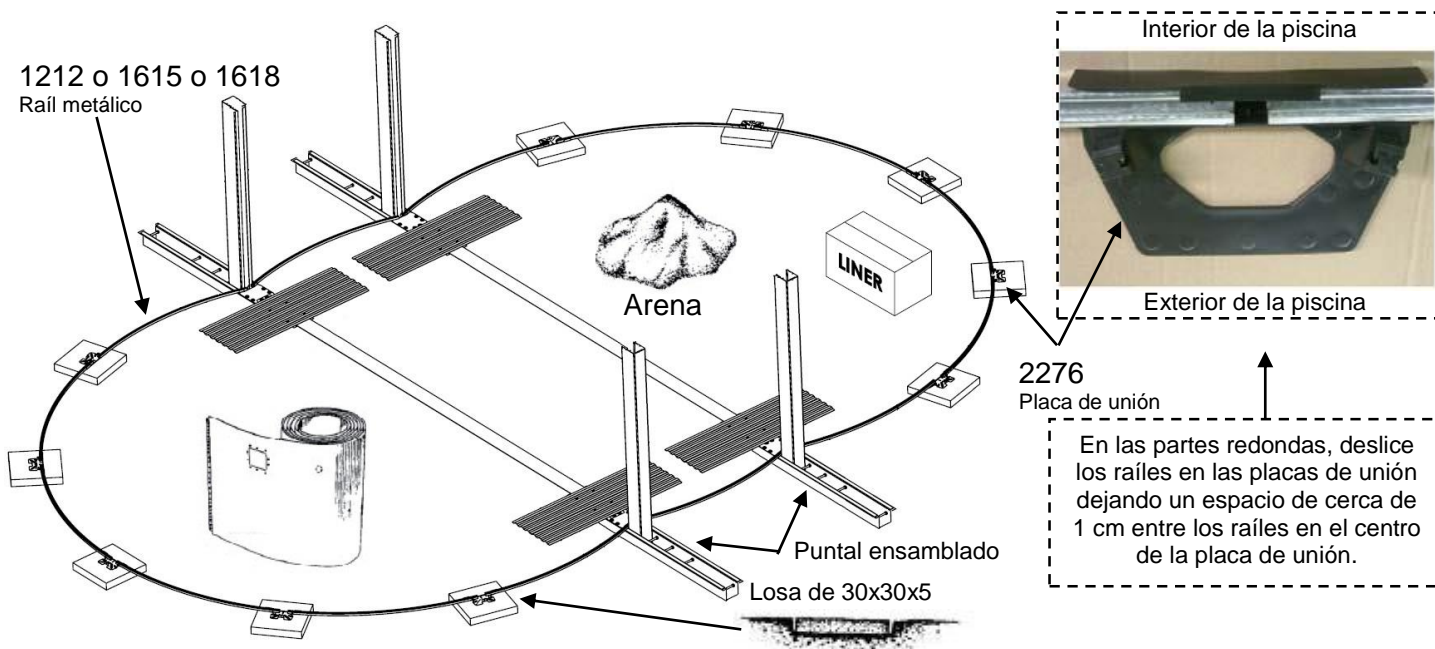 1212 o 1615 o 1618
Raíl metálico
Arena
LINER
Interior de la piscina
Exterior de la piscina
2276
Placa de unión
En las partes redondas, deslice
los raíles en las placas de unión
dejando un espacio de cerca de
1 cm entre los raíles en el centro
de la placa de unión.
Puntal ensamblado
Losa de 30x30x5